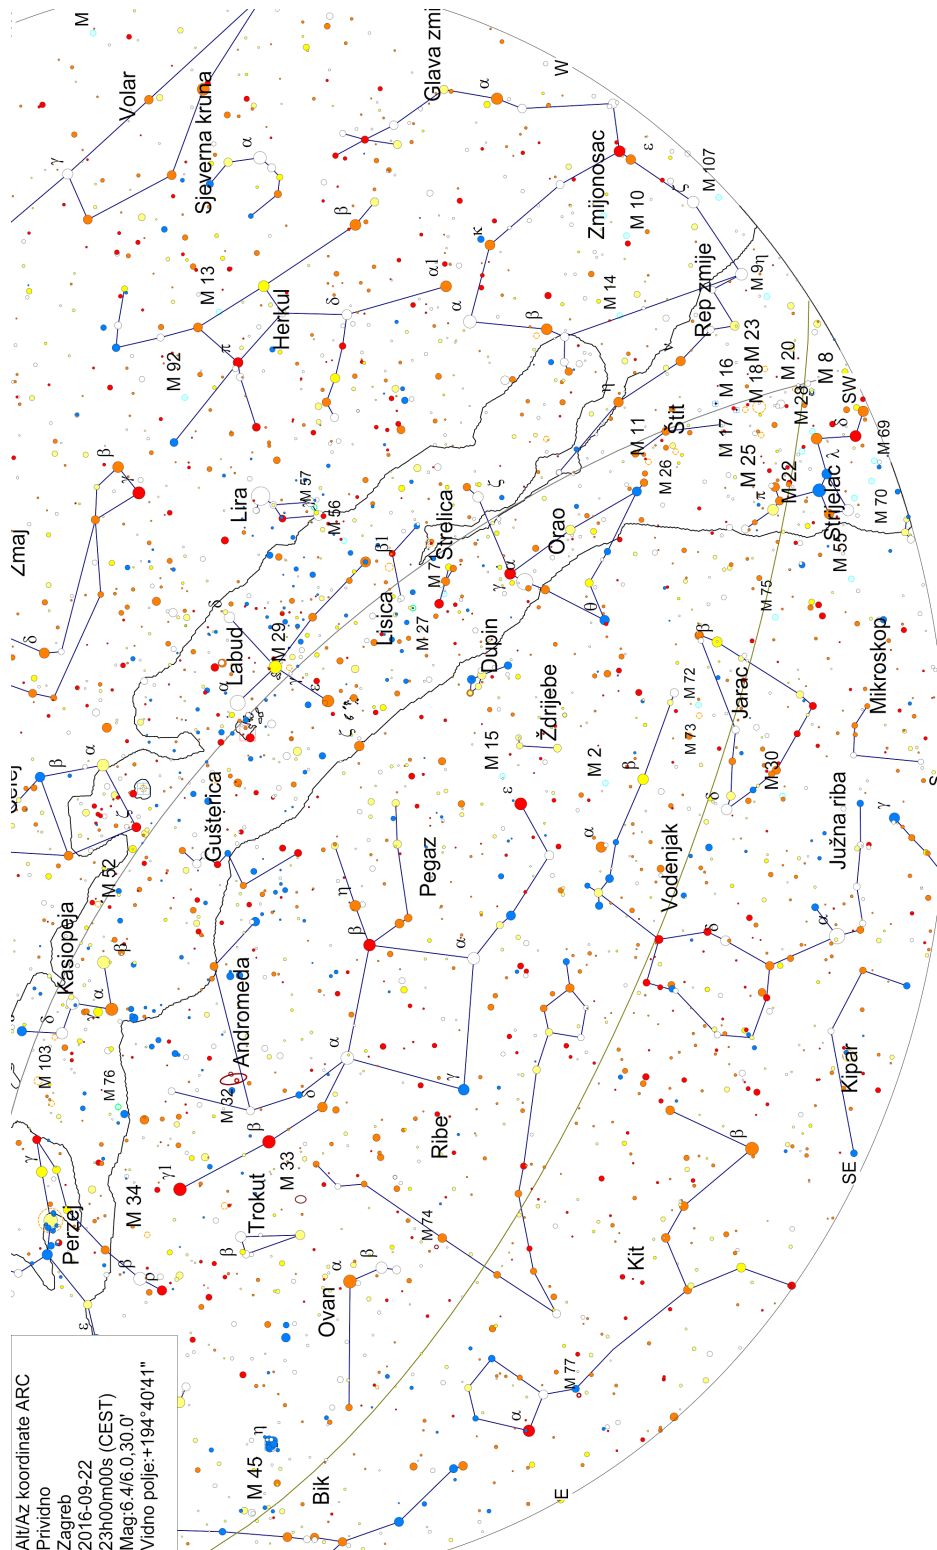 Alt/Az koordinate ARC
Prividno
Zagreb
2016-09-22
23h00m00s (CEST)
Mag:6.4/6.0,30.0'
Vidno polje:+194°40'41"
M
Volar
γ
Sjeverna kruna
α
Glava zmi
α
W
M 13
M 92
Herkul
π
β
δ
α1
κ
α
β
Zmijonosac
ε
ζ
M 10
M 107
M 14
Rep zmije
M 9
η
ν
η
Zmaj
β
γ
δ
Lira
M 57
M 56
Labud
δ
α
M 29
ε
β1
Lisica
M 27
M 71
Strelica
ζ
Orao
γ
α
θ
Štit
M 11
M 26
M 16
M 17
M 18
M 23
M 20
M 8
M 28
M 25
M 22
π
λ
δ
SW
Strijelac
M 69
M 70
M 55
M 75
Dupin
Ždrijebe
M 15
M 2
ε
ζ
M 72
M 73
β
Jarac
δ
M 30
Mikroskop
S
Južna riba
γ
α
Vodenjak
β
α
δ
β
α
ζ
M 52
Gušterica
Pegaz
η
β
α
γ
Kasiopeja
β
α
γ
δ
M 103
M 76
Andromeda
M 32
α
δ
β
γ1
M 33
M 34
Trokut
β
Ribe
M 74
Perzej
γ
β
ρ
ε
Ovan
α
β
Kit
β
Kipar
SE
M 77
α
E
M 45
η
Bik